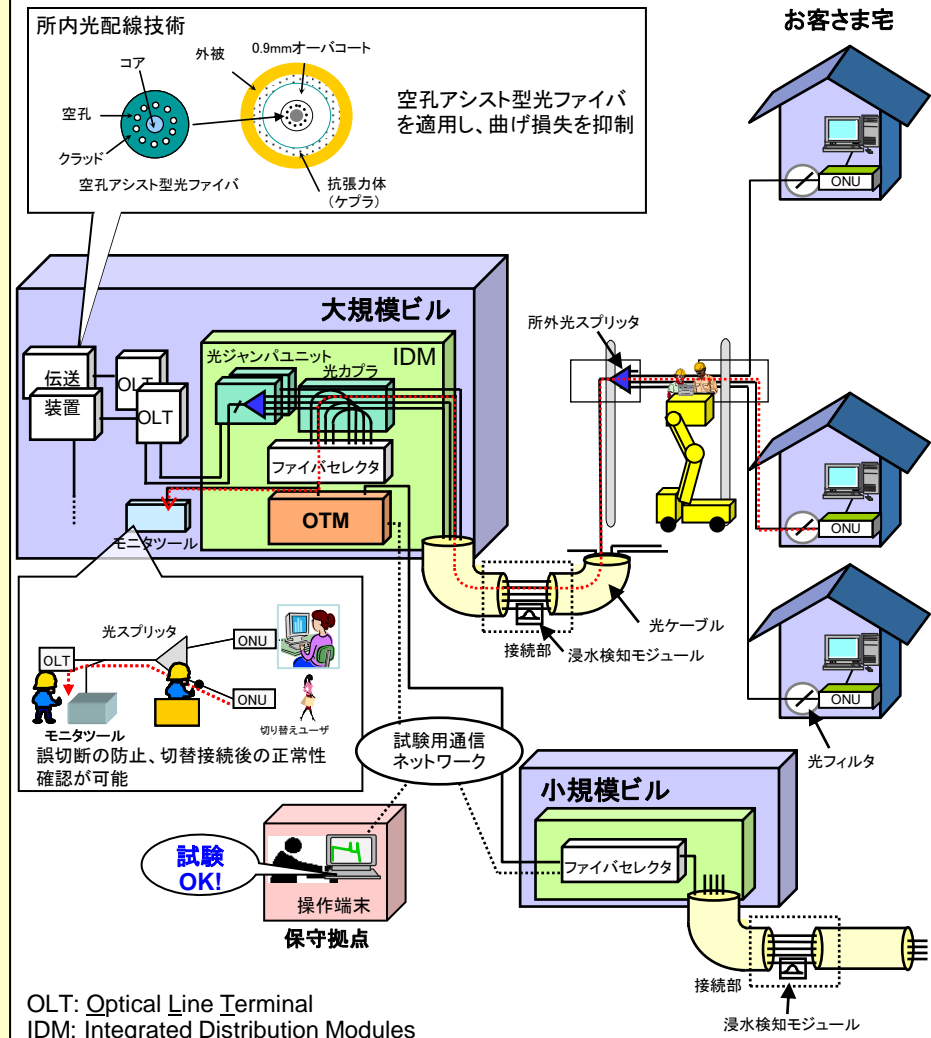 所内光配線技術
コア
空孔
クラッド
空孔アシスト型光ファイバ
外被
0.9mmオーバコート
抗張力体
(ケプラ)
空孔アシスト型光ファイバ
を適用し、曲げ損失を抑制
お客さま宅
ONU
大規模ビル
伝送
装置
OLT
OLT
光ジャンパユニット
IDM
光カプラ
ファイバセレクタ
OTM
モニタツール
所外光スプリッタ
ONU
光ケーブル
接続部
浸水検知モジュール
ONU
光フィルタ
光スプリッタ
OLT
ONU
ONU
切り替えユーザ
モニタツール
誤切断の防止、切替接続後の正常性
確認が可能
試験用通信
ネットワーク
試験
OK!
操作端末
保守拠点
小規模ビル
ファイバセレクタ
接続部
浸水検知モジュール
OLT: Optical Line Terminal
IDM: Integrated Distribution Modules